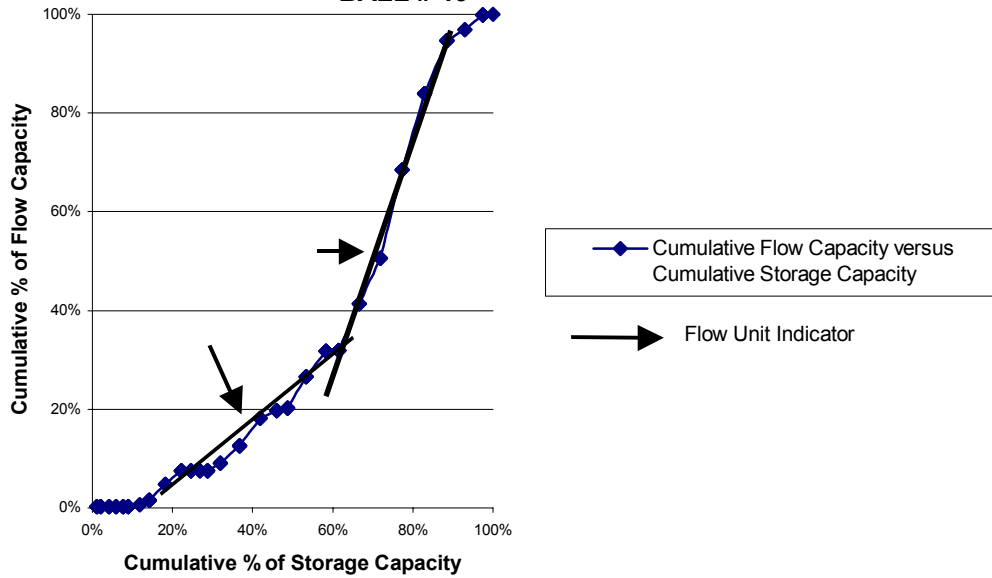 100%
80%
60%
40%
20%
0%
0%
20%
40%
60%
80%
100%
Cumulative % of Flow Capacity
Cumulative % of Storage Capacity
Cumulative Flow Capacity versus
Cumulative Storage Capacity
Flow Unit Indicator